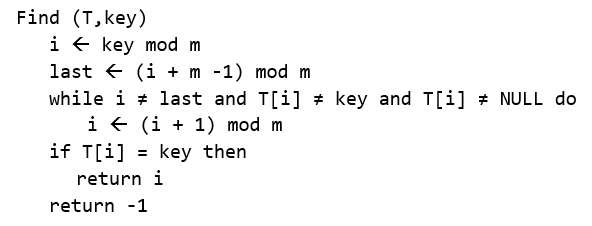 Find (T,key)
i ← key mod m
last ← (i + m -1) mod m
while i ≠ last and T[i] ≠ key and T[i] ≠ NULL do
i ← (i + 1) mod m
if T[i] = key then
return i
return -1